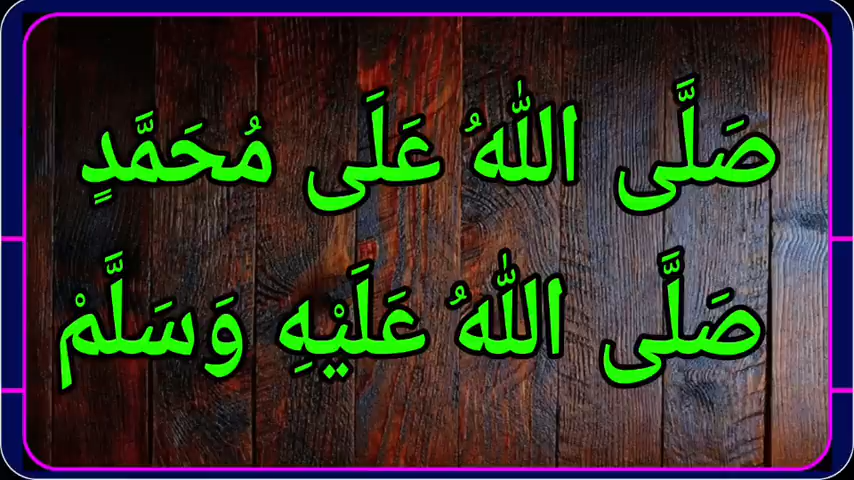 صَلَّى اللّٰهُ عَلَى مُحَمَّدٍ
صَلَّى اللّٰهُ عَلَيْهِ وَسَلَّمْ